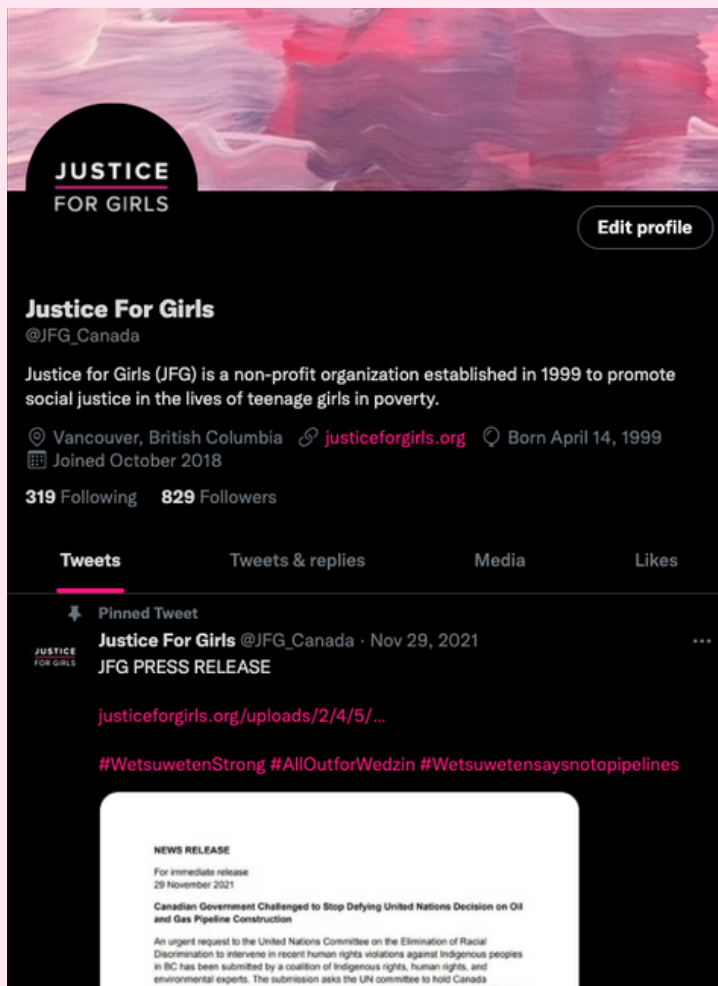 JUSTICE
FOR GIRLS
Edit profile
Justice For Girls
@JFG_Canada
Justice for Girls (JFG) is a non-profit organization established in 1999 to promote
social justice in the lives of teenage girls in poverty.
Vancouver, British Columbia justiceforgirls.org Born April 14, 1999
Joined October 2018
319 Following 829 Followers
Tweets Tweets & replies Media Likes
Pinned Tweet
Justice For Girls @JFG_Canada · Nov 29, 2021 ...
JUSTICE
FOR GIRLS
JFG PRESS RELEASE
justiceforgirls.org/uploads/2/4/5/...
#WetsuwetenStrong #AllOutforWedzin #Wetsuwetensaysnotopipelines
NEWS RELEASE
For immediate release
29 November 2021
Canadian Government Challenged to Stop Defying United Nations Decision on Oil
and Gas Pipeline Construction
An urgent request to the United Nations Committee on the Elimination of Racial
Discrimination to intervene in recent human rights violations against Indigenous peoples
in BC has been submitted by a coalition of Indigenous rights, human rights, and
environmental experts. The submission asks the UN committee to hold Canada